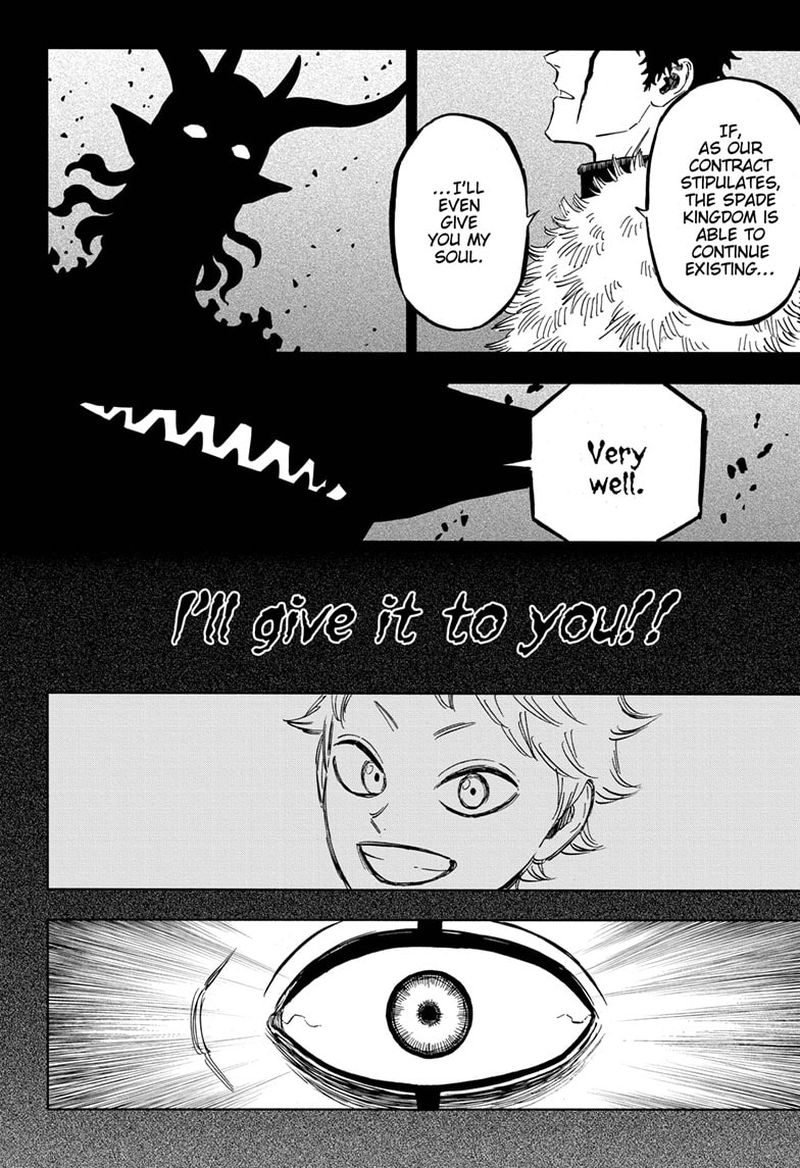 IF,
AS OUR
CONTRACT
STIPULATES,
THE SPADE
KINGDOM IS
ABLE TO
CONTINUE
EXISTING...
...I'LL
EVEN
GIVE
YOU MY
SOUL.
Very
well.
I'll give it to you!!